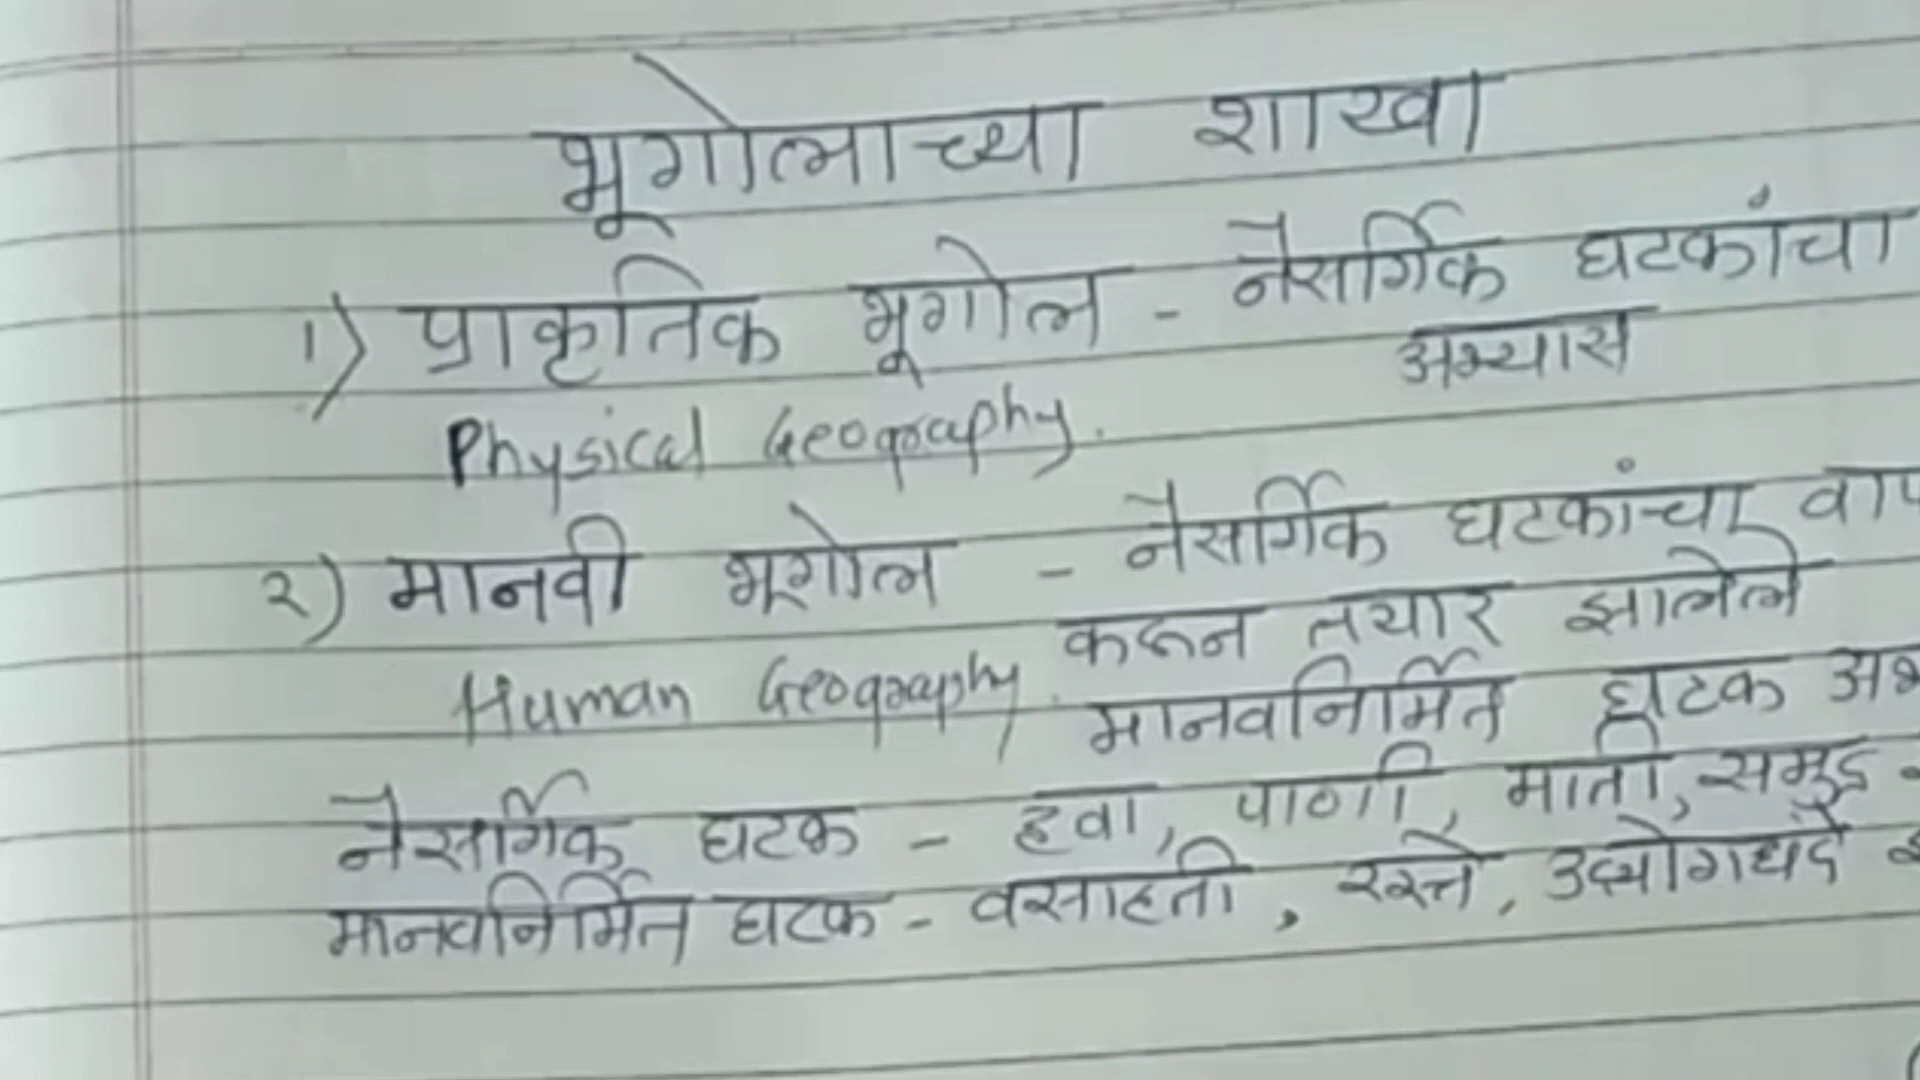 भूगोलाच्या शाखा
१) प्राकृतिक भूगोल - नैसर्गिक घटकांचा
अभ्यास
Physical Geography.
२) मानवी भूगोल - नैसर्गिक घटकांचा
करून तयार झालेले
Human Geography.
मानवनिर्मित घटक
नैसर्गिक घटक - हवा, पाणी, माती, समुद्र
मानवनिर्मित घटक - वसाहती, रस्ते, उद्योगधंदे